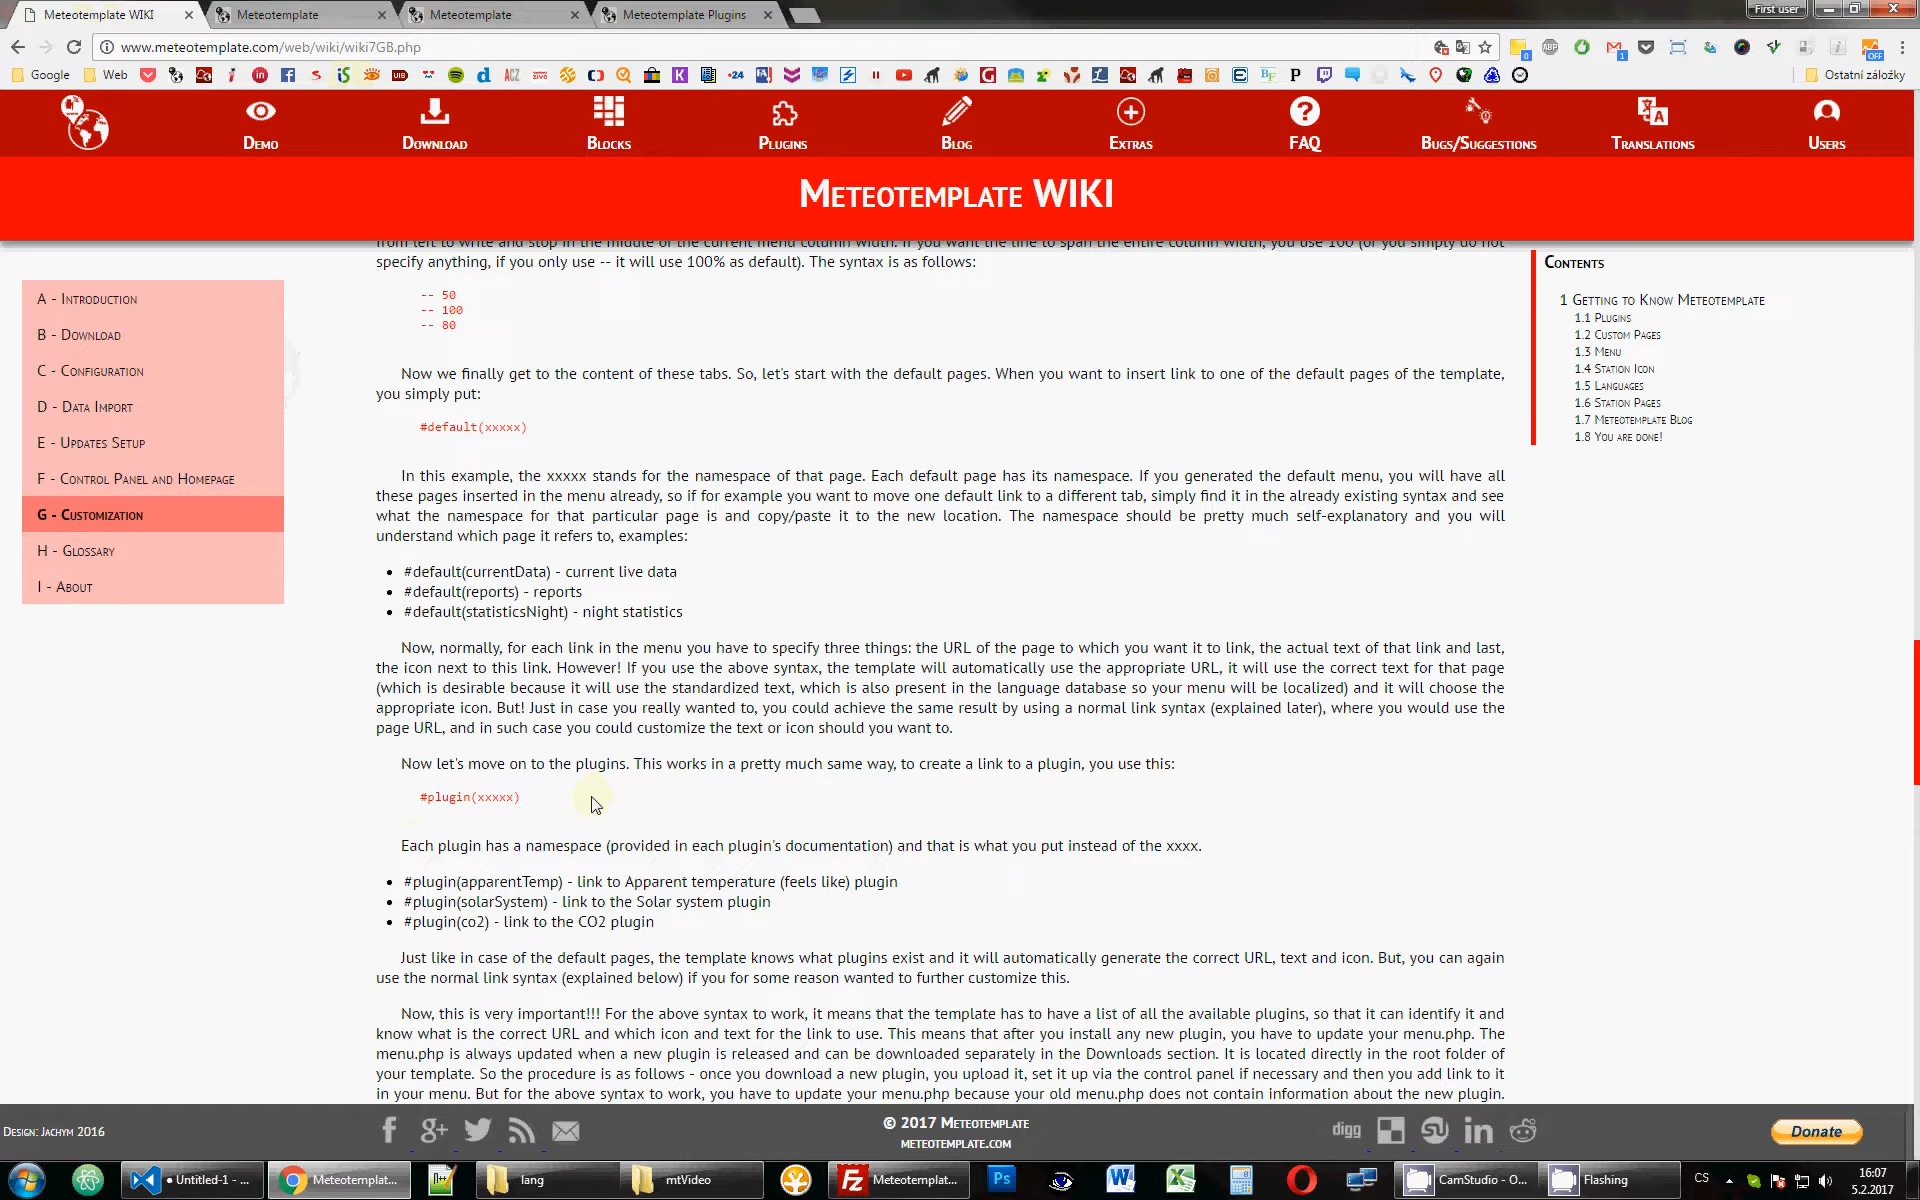 Meteotemplate WIKI
Meteotemplate
Meteotemplate
Meteotemplate Plugins
First user
www.meteotemplate.com/web/wiki/wiki7GB.php
Google
Web
Ostatní záložky
Demo
Download
Blocks
Plugins
Blog
Extras
FAQ
Bugs/Suggestions
Translations
Users
Meteotemplate WIKI
from left to write and stop in the middle of the current menu column width. If you want the line to span the entire column width, you use 100 (or you simply do not
specify anything, if you only use -- it will use 100% as default). The syntax is as follows:
-- 50
-- 100
-- 80
Now we finally get to the content of these tabs. So, let's start with the default pages. When you want to insert link to one of the default pages of the template,
you simply put:
#default(xxxxx)
In this example, the xxxxx stands for the namespace of that page. Each default page has its namespace. If you generated the default menu, you will have all
these pages inserted in the menu already, so if for example you want to move one default link to a different tab, simply find it in the already existing syntax and see
what the namespace for that particular page is and copy/paste it to the new location. The namespace should be pretty much self-explanatory and you will
understand which page it refers to, examples:
#default(currentData) - current live data
#default(reports) - reports
#default(statisticsNight) - night statistics
Now, normally, for each link in the menu you have to specify three things: the URL of the page to which you want it to link, the actual text of that link and last,
the icon next to this link. However! If you use the above syntax, the template will automatically use the appropriate URL, it will use the correct text for that page
(which is desirable because it will use the standardized text, which is also present in the language database so your menu will be localized) and it will choose the
appropriate icon. But! Just in case you really wanted to, you could achieve the same result by using a normal link syntax (explained later), where you would use the
page URL, and in such case you could customize the text or icon should you want to.
Now let's move on to the plugins. This works in a pretty much same way, to create a link to a plugin, you use this:
#plugin(xxxxx)
Each plugin has a namespace (provided in each plugin's documentation) and that is what you put instead of the xxxx.
#plugin(apparentTemp) - link to Apparent temperature (feels like) plugin
#plugin(solarSystem) - link to the Solar system plugin
#plugin(co2) - link to the CO2 plugin
Just like in case of the default pages, the template knows what plugins exist and it will automatically generate the correct URL, text and icon. But, you can again
use the normal link syntax (explained below) if you for some reason wanted to further customize this.
Now, this is very important!!! For the above syntax to work, it means that the template has to have a list of all the available plugins, so that it can identify it and
know what is the correct URL and which icon and text for the link to use. This means that after you install any new plugin, you have to update your menu.php. The
menu.php is always updated when a new plugin is released and can be downloaded separately in the Downloads section. It is located directly in the root folder of
your template. So the procedure is as follows - once you download a new plugin, you upload it, set it up via the control panel if necessary and then you add link to it
in your menu. But for the above syntax to work, you have to update your menu.php because your old menu.php does not contain information about the new plugin.
A - Introduction
B - Download
C - Configuration
D - Data Import
E - Updates Setup
F - Control Panel and Homepage
G - Customization
H - Glossary
I - About
Contents
1 Getting to Know Meteotemplate
1.1 Plugins
1.2 Custom Pages
1.3 Menu
1.4 Station Icon
1.5 Languages
1.6 Station Pages
1.7 Meteotemplate Blog
1.8 You are done!
Design: Jachym 2016
© 2017 Meteotemplate
meteotemplate.com
digg
Donate
Untitled-1 - ...
Meteotemplat...
lang
mtVideo
Meteotemplat...
CamStudio - O...
Flashing
CS
16:07
5.2.2017